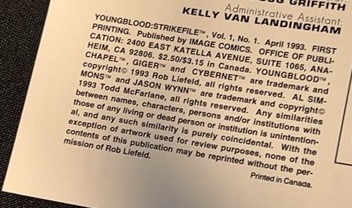 GRIFFITH
Administrative Assistant:
KELLY VAN LANDINGHAM
YOUNGBLOOD:STRIKEFILE™, Vol. 1, No. 1. April 1993. FIRST
PRINTING. Published by IMAGE COMICS. OFFICE OF PUBLI-
CATION: 2400 EAST KATELLA AVENUE, SUITE 1065, ANA-
HEIM, CA 92806, $2.50/$3.15 in Canada. YOUNGBLOOD™,
CHAPEL™, GIGER™ and CYBERNET™ are trademark and
copyright© 1993 Rob Liefeld, all rights reserved. AL SIM-
MONS™ and JASON WYNN™ are trademark and copyright©
1993 Todd McFarlane, all rights reserved. Any similarities
between names, characters, persons and/or institutions with
those of any living or dead person or institution is unintention-
al, and any such similarity is purely coincidental. With the
exception of artwork used for review purposes, none of the
contents of this publication may be reprinted without the per-
mission of Rob Liefeld.
Printed in Canada.